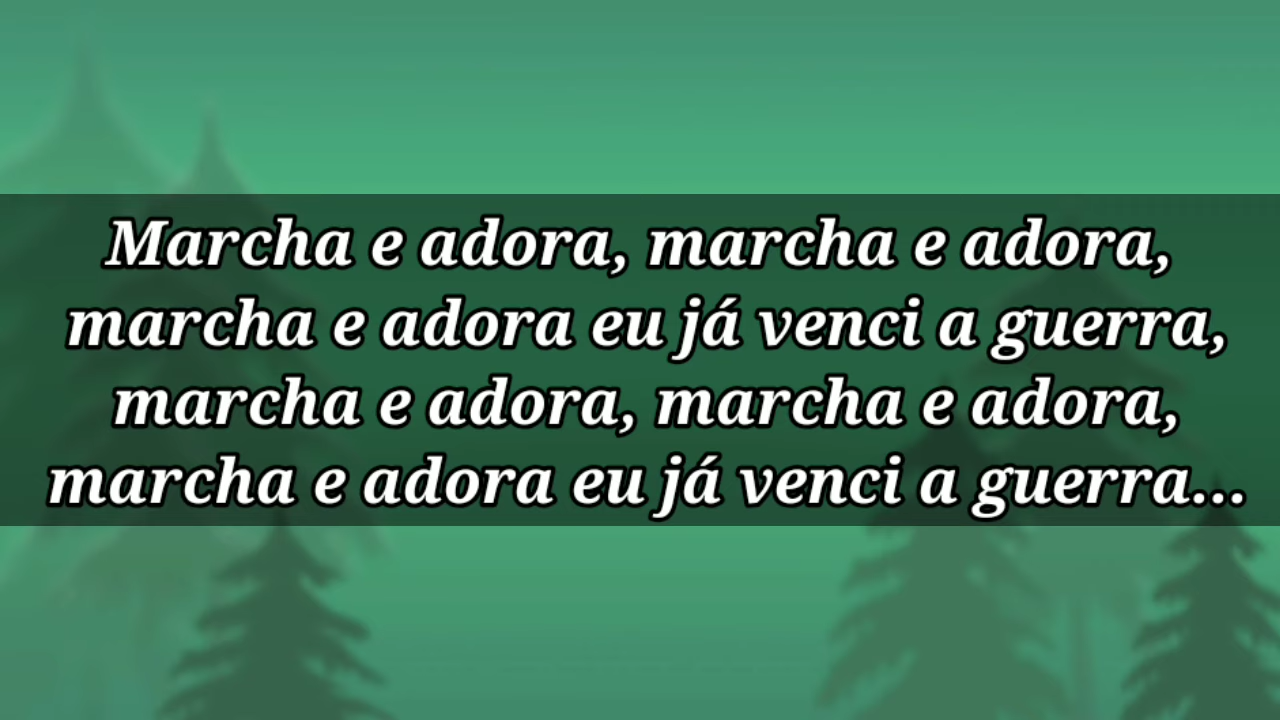 Marcha e adora, marcha e adora,
marcha e adora eu já venci a guerra,
marcha e adora, marcha e adora,
marcha e adora eu já venci a guerra...